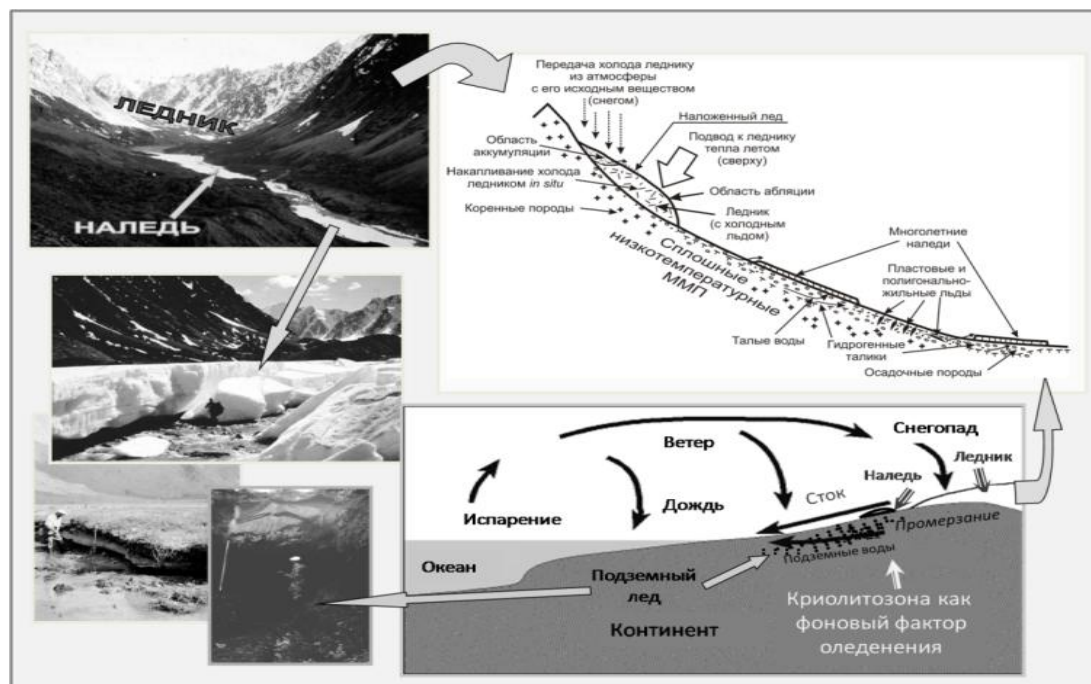 ЛЕДНИК
НАЛЕДЬ
Передача холода леднику
из атмосферы
с его исходным веществом
(снегом)
Наложенный лед
Подвод к леднику
тепла летом
(сверху)
Область
аккумуляции
Накапливание холода
ледником in situ
Область абляции
Коренные породы
Ледник
(с холодным
льдом)
Сплошные
низкотемпературные
ММП
Многолетние
наледи
Пластовые и
полигонально-
жильные льды
Талые воды
Гидрогенные
талики
Осадочные породы
Снегопад
Ветер
Ледник
Наледь
Сток
Дождь
Испарение
Промерзание
Подземные воды
Океан
Подземный
лед
Континент
Криолитозона как
фоновый фактор
оледенения